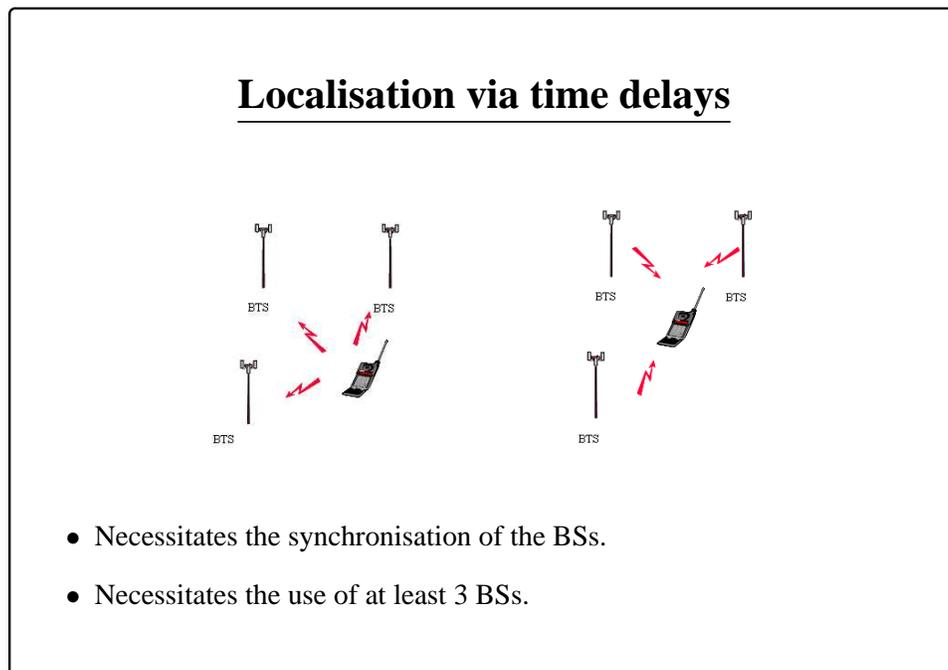 Localisation via time delays
BTS
BTS
BTS
BTS
BTS
BTS
• Necessitates the synchronisation of the BSs.
• Necessitates the use of at least 3 BSs.